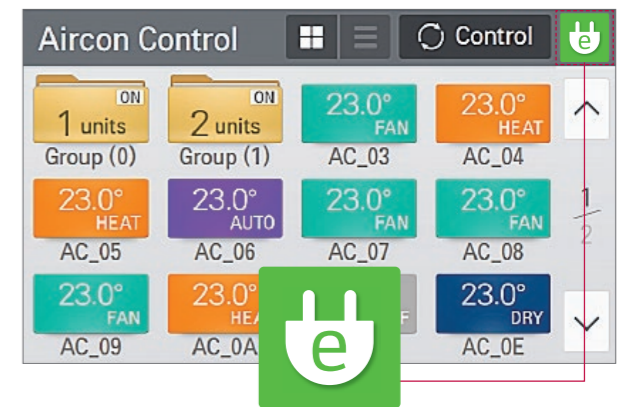 Aircon Control
Control
e
ON
1 units
Group (0)
ON
2 units
Group (1)
23.0°
FAN
AC_03
23.0°
HEAT
AC_04
23.0°
HEAT
AC_05
23.0°
AUTO
AC_06
23.0°
FAN
AC_07
23.0°
FAN
AC_08
1
2
23.0°
FAN
AC_09
23.0°
AC_0A
e
F
23.0°
DRY
AC_0E